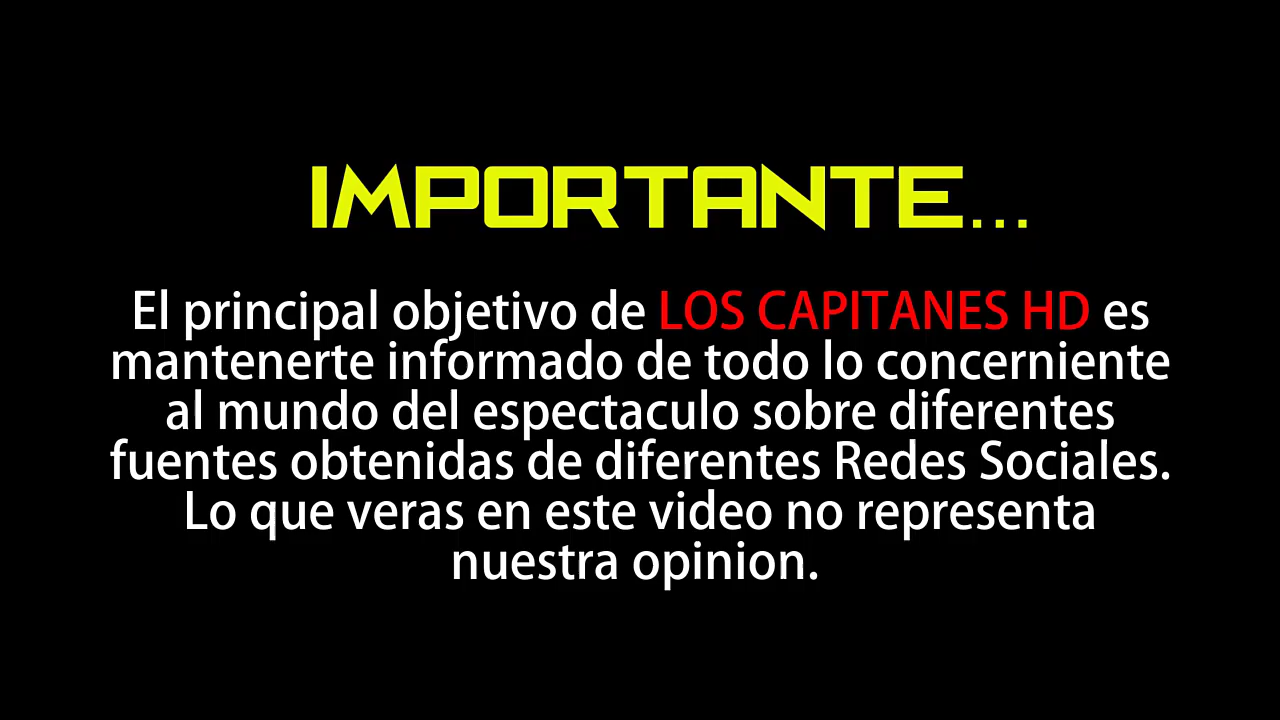 IMPORTANTE...
El principal objetivo de LOS CAPITANES HD es
mantenerte informado de todo lo concerniente
al mundo del espectaculo sobre diferentes
fuentes obtenidas de diferentes Redes Sociales.
Lo que veras en este video no representa
nuestra opinion.